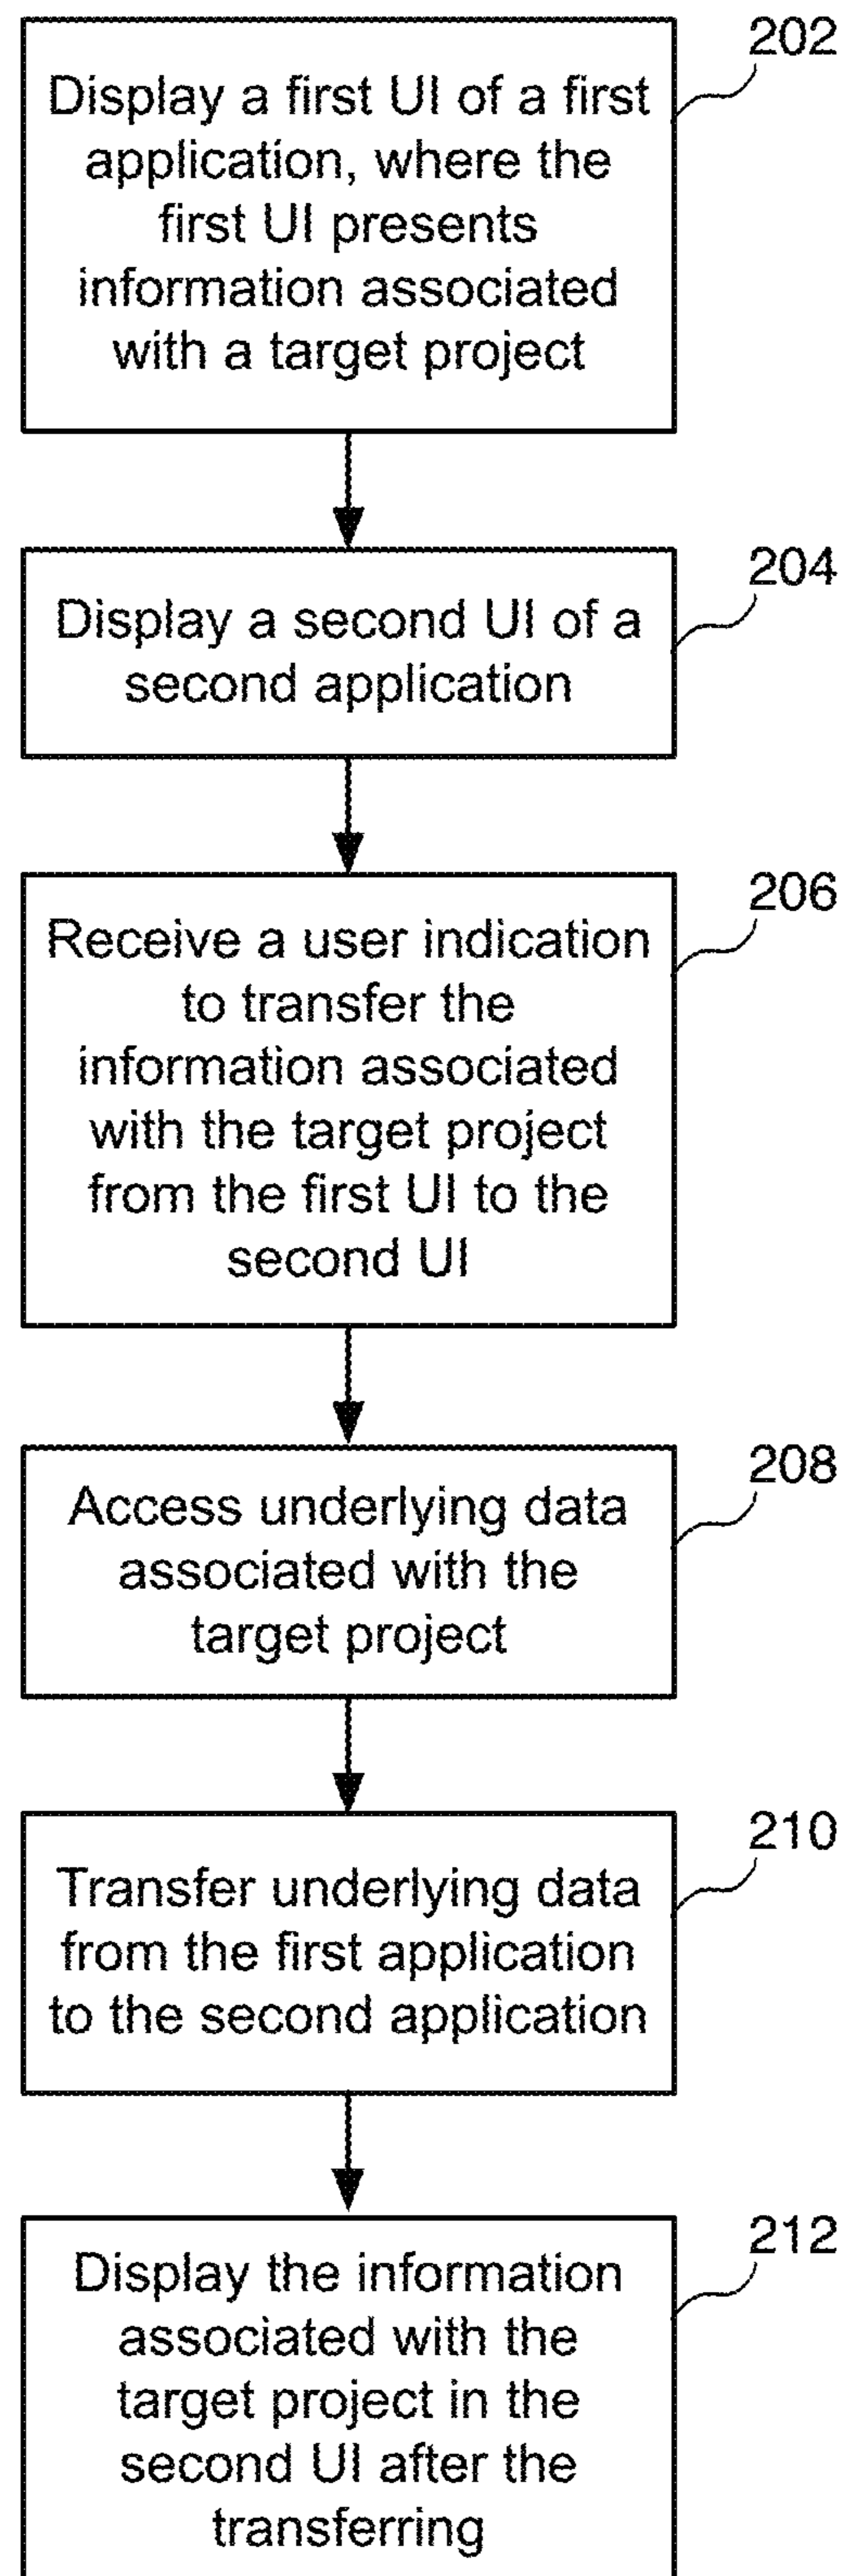 202
Display a first UI of a first
application, where the
first UI presents
information associated
with a target project
204
Display a second UI of a
second application
206
Receive a user indication
to transfer the
information associated
with the target project
from the first UI to the
second UI
208
Access underlying data
associated with the
target project
210
Transfer underlying data
from the first application
to the second application
212
Display the information
associated with the
target project in the
second UI after the
transferring